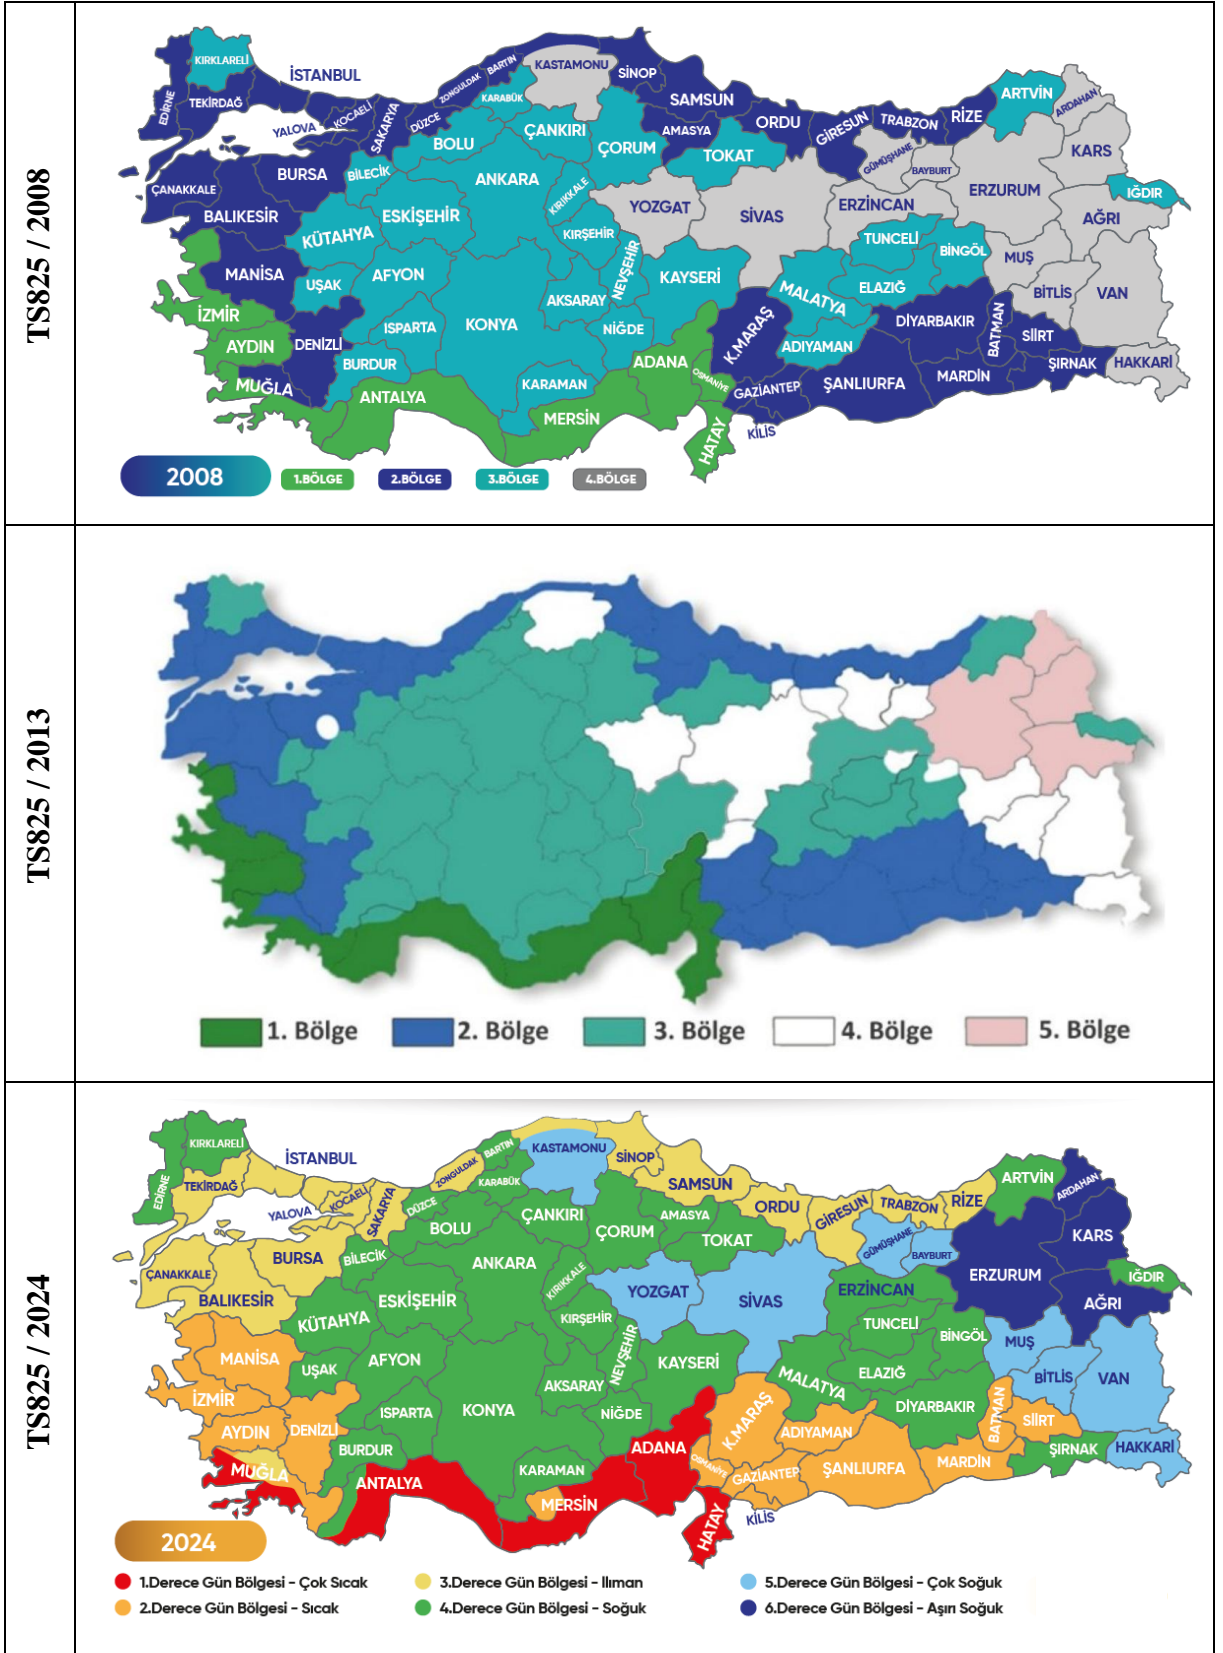 TS825 / 2008
KIRKLARELİ
İSTANBUL
EDİRNE
TEKİRDAĞ
YALOVA
KOCAELİ
SAKARYA
DÜZCE
ZONGULDAK
BARTIN
KARABÜK
KASTAMONU
SİNOP
SAMSUN
AMASYA
ORDU
GİRESUN
TRABZON
RİZE
ARTVİN
ARDAHAN
KARS
IĞDIR
AĞRI
ERZURUM
BAYBURT
GÜMÜŞHANE
ERZİNCAN
TOKAT
ÇORUM
ÇANKIRI
BOLU
ANKARA
KIRIKKALE
BİLECİK
BURSA
ÇANAKKALE
BALIKESİR
KÜTAHYA
ESKİŞEHİR
YOZGAT
SİVAS
KIRŞEHİR
NEVŞEHİR
KAYSERİ
TUNCELİ
BİNGÖL
MUŞ
BİTLİS
VAN
ELAZIĞ
MALATYA
MANİSA
UŞAK
AFYON
AKSARAY
NİĞDE
KONYA
ISPARTA
İZMİR
AYDIN
DENİZLİ
BURDUR
MUĞLA
ANTALYA
KARAMAN
MERSİN
ADANA
OSMANİYE
HATAY
K.MARAŞ
ADIYAMAN
GAZİANTEP
KİLİS
ŞANLIURFA
DİYARBAKIR
BATMAN
MARDİN
SİİRT
ŞIRNAK
HAKKARİ
2008
1.BÖLGE
2.BÖLGE
3.BÖLGE
4.BÖLGE
TS825 / 2013
1. Bölge
2. Bölge
3. Bölge
4. Bölge
5. Bölge
TS825 / 2024
KIRKLARELİ
İSTANBUL
EDİRNE
TEKİRDAĞ
YALOVA
KOCAELİ
SAKARYA
DÜZCE
ZONGULDAK
BARTIN
KARABÜK
KASTAMONU
SİNOP
SAMSUN
AMASYA
ORDU
GİRESUN
TRABZON
RİZE
ARTVİN
ARDAHAN
KARS
IĞDIR
AĞRI
ERZURUM
BAYBURT
GÜMÜŞHANE
ERZİNCAN
TOKAT
ÇORUM
ÇANKIRI
BOLU
ANKARA
KIRIKKALE
BİLECİK
BURSA
ÇANAKKALE
BALIKESİR
KÜTAHYA
ESKİŞEHİR
YOZGAT
SİVAS
KIRŞEHİR
NEVŞEHİR
KAYSERİ
TUNCELİ
BİNGÖL
MUŞ
BİTLİS
VAN
ELAZIĞ
MALATYA
MANİSA
UŞAK
AFYON
AKSARAY
NİĞDE
KONYA
ISPARTA
İZMİR
AYDIN
DENİZLİ
BURDUR
MUĞLA
ANTALYA
KARAMAN
MERSİN
ADANA
OSMANİYE
HATAY
K.MARAŞ
ADIYAMAN
GAZİANTEP
KİLİS
ŞANLIURFA
DİYARBAKIR
BATMAN
MARDİN
SİİRT
ŞIRNAK
HAKKARİ
2024
1.Derece Gün Bölgesi - Çok Sıcak
3.Derece Gün Bölgesi - Ilıman
5.Derece Gün Bölgesi - Çok Soğuk
2.Derece Gün Bölgesi - Sıcak
4.Derece Gün Bölgesi - Soğuk
6.Derece Gün Bölgesi - Aşırı Soğuk